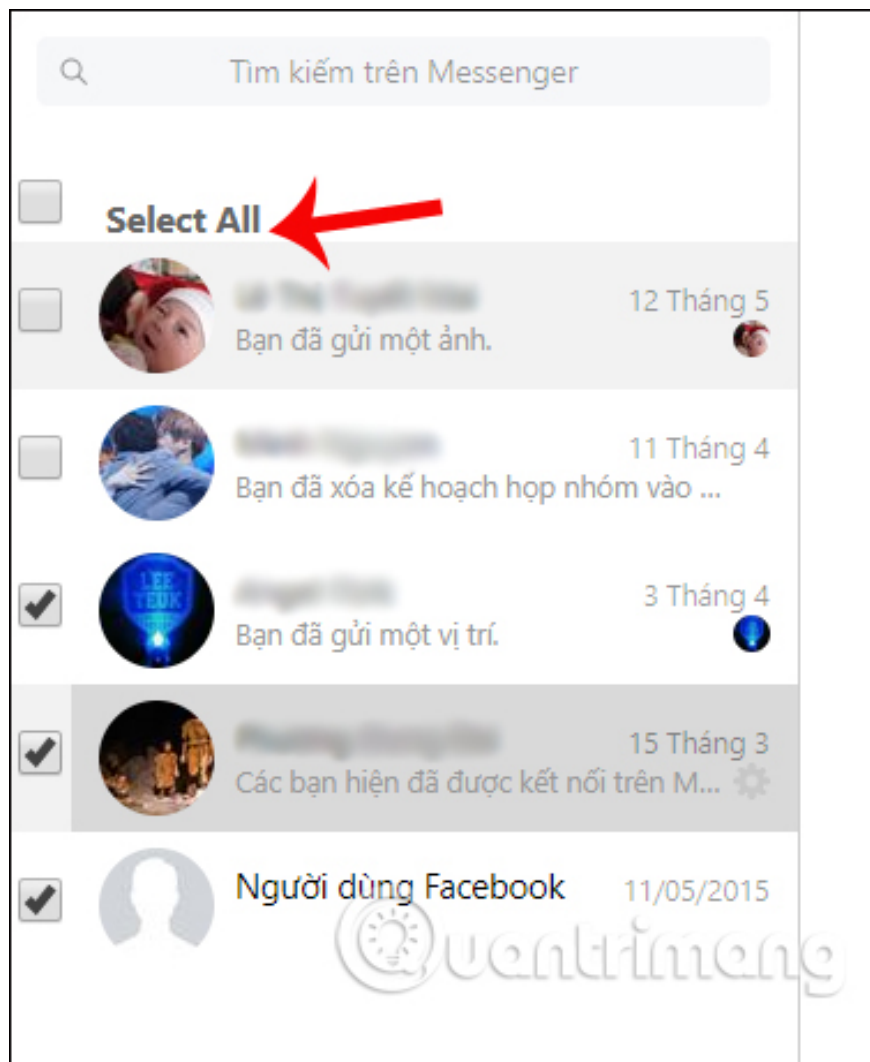 Tìm kiếm trên Messenger
Select All
12 Tháng 5
Bạn đã gửi một ảnh.
11 Tháng 4
Bạn đã xóa kế hoạch họp nhóm vào ...
LEE
TEUK
3 Tháng 4
Bạn đã gửi một vị trí.
15 Tháng 3
Các bạn hiện đã được kết nối trên M...
Người dùng Facebook
11/05/2015
Quantrimang